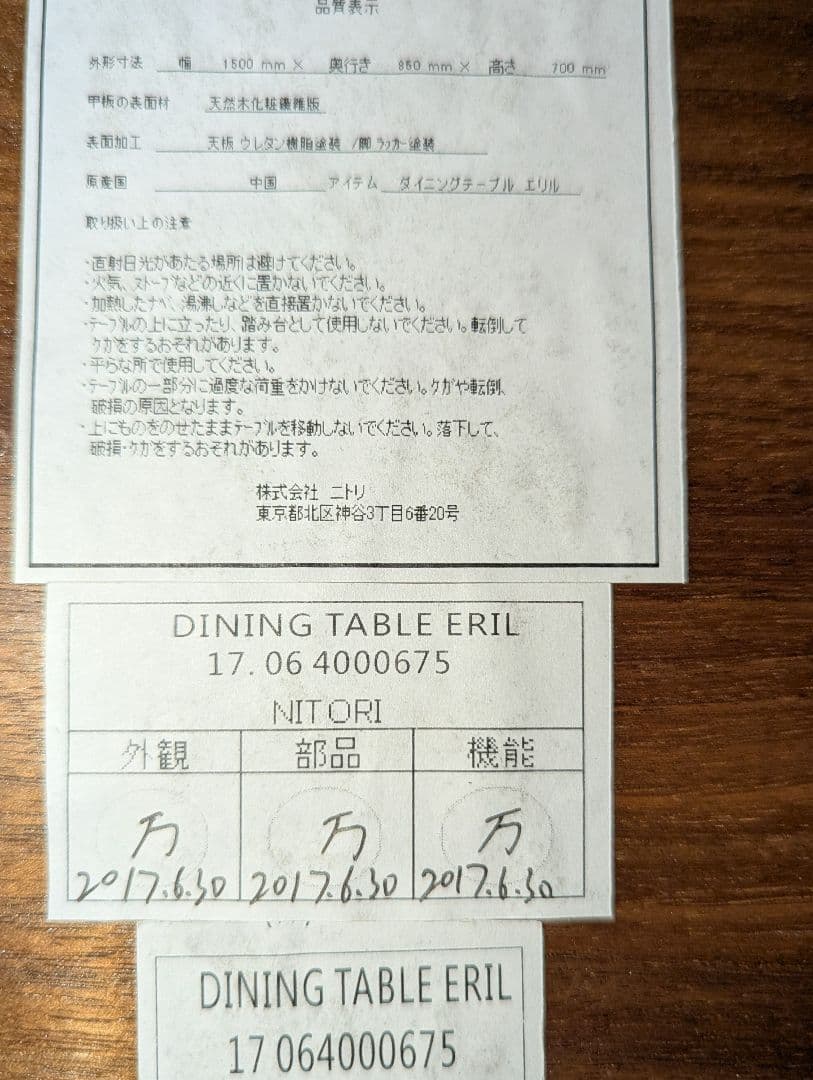 品質表示
外形寸法 幅 1500 mm × 奥行き 850 mm × 高さ 700 mm
甲板の表面材 天然木化粧繊維版
表面加工 天板 ウレタン樹脂塗装 /脚 ラッカー塗装
原産国 中国 アイテム ダイニングテーブル エリル
取り扱い上の注意
・直射日光があたる場所は避けてください。
・火気、ストーブなどの近くに置かないでください。
・加熱したナベ、湯沸しなどを直接置かないでください。
・テーブルの上に立ったり、踏み台として使用しないでください。転倒して
ケガをするおそれがあります。
・平らな所で使用してください。
・テーブルの一部分に過度な荷重をかけないでください。ケガや転倒、
破損の原因となります。
・上にものをのせたままテーブルを移動しないでください。落下して、
破損・ケガをするおそれがあります。
株式会社 ニトリ
東京都北区神谷3丁目6番20号
DINING TABLE ERIL
17.06 4000675
NITORI
外観 部品 機能
万 万 万
2017.6.30 2017.6.30 2017.6.30
DINING TABLE ERIL
17 064000675